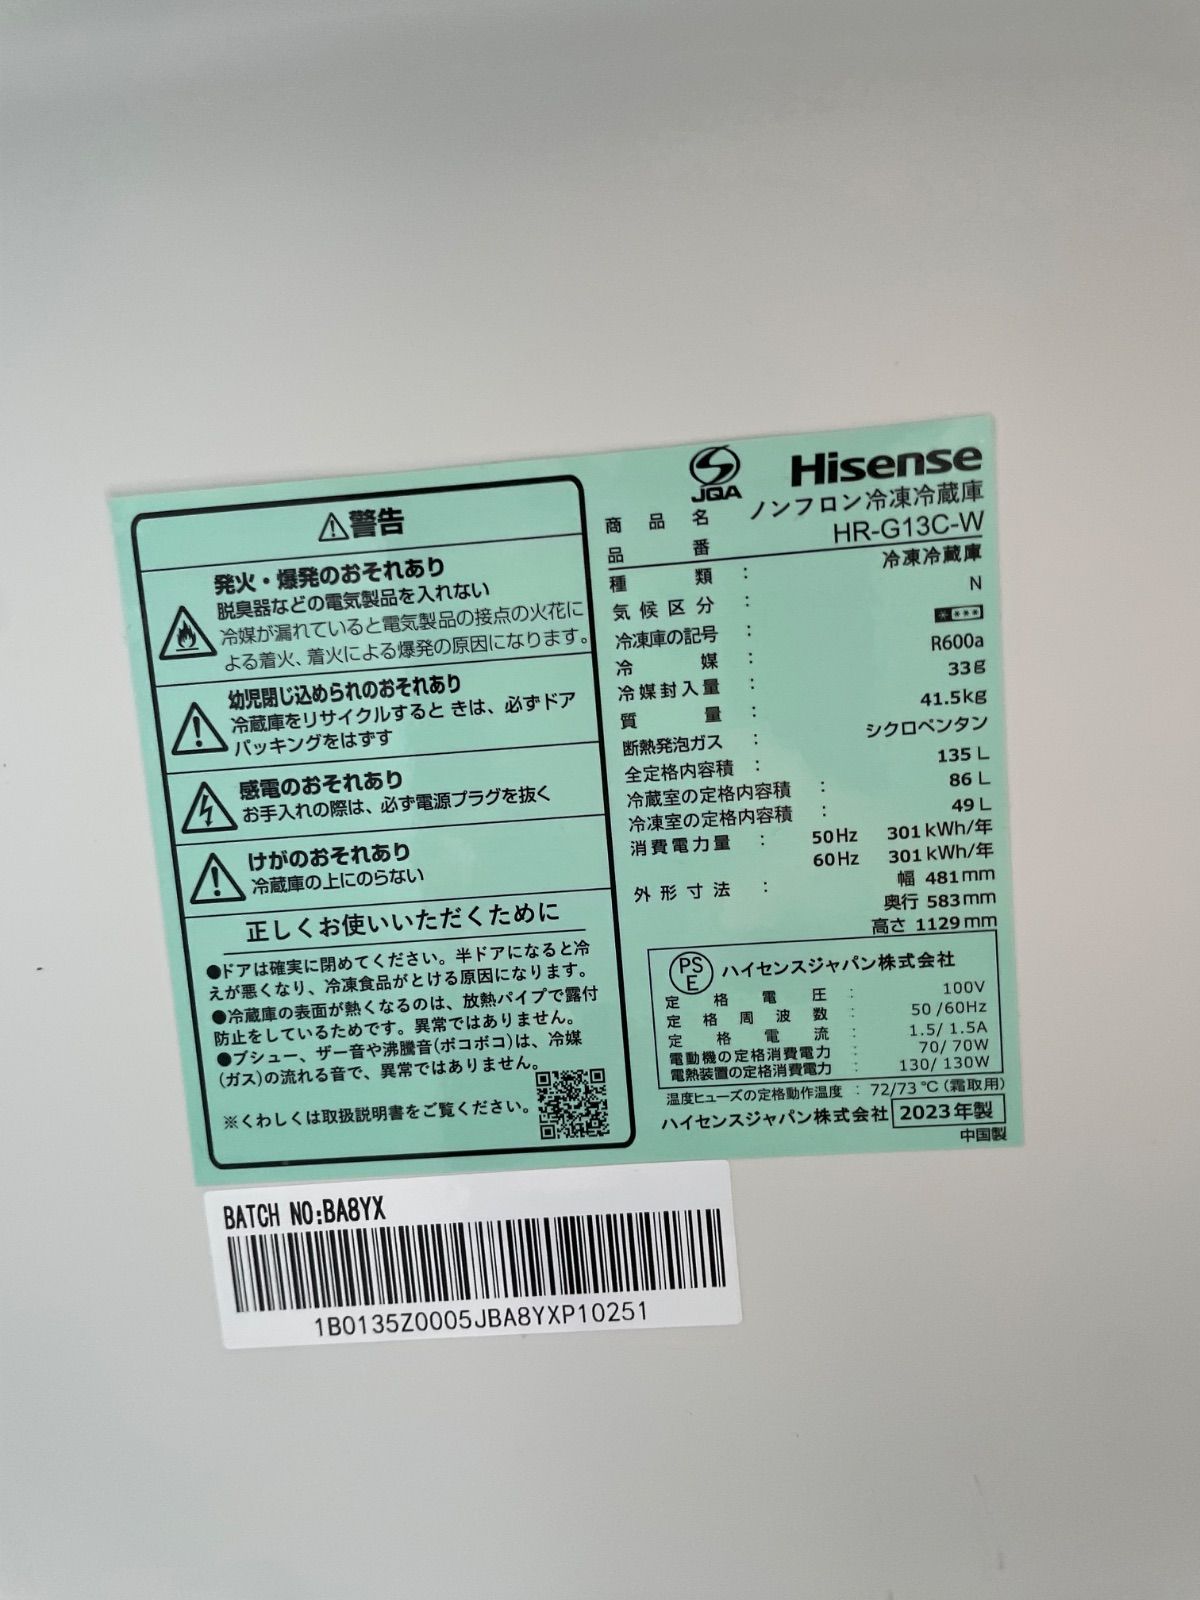 ⚠警告
発火・爆発のおそれあり
脱臭器などの電気製品を入れない
冷媒が漏れていると電気製品の接点の火花に
よる着火、着火による爆発の原因になります。
幼児閉じ込められのおそれあり
冷蔵庫をリサイクルするときは、必ずドア
パッキングをはずす
感電のおそれあり
お手入れの際は、必ず電源プラグを抜く
けがのおそれあり
冷蔵庫の上にのらない
正しくお使いいただくために
●ドアは確実に閉めてください。半ドアになると冷
えが悪くなり、冷凍食品がとける原因になります。
●冷蔵庫の表面が熱くなるのは、放熱パイプで露付
防止をしているためです。異常ではありません。
●ブシュー、ザー音や沸騰音(ボコボコ)は、冷媒
(ガス)の流れる音で、異常ではありません。
※くわしくは取扱説明書をご覧ください。
JQA
Hisense
商品名 ノンフロン冷凍冷蔵庫
品番 HR-G13C-W
種類 : 冷凍冷蔵庫
気候区分 : N
冷凍庫の記号 : ****
冷媒 : R600a
冷媒封入量 : 33g
質量 : 41.5kg
断熱発泡ガス : シクロペンタン
全定格内容積 : 135 L
冷蔵室の定格内容積 : 86 L
冷凍室の定格内容積 : 49 L
消費電力量 : 50Hz 301 kWh/年
60Hz 301 kWh/年
外形寸法 : 幅 481mm
奥行 583mm
高さ 1129mm
PSE ハイセンスジャパン株式会社
定格電圧 : 100V
定格周波数 : 50/60Hz
定格電流 : 1.5/1.5A
電動機の定格消費電力 : 70/70W
電熱装置の定格消費電力 : 130/130W
温度ヒューズの定格動作温度 : 72/73℃(霜取用)
ハイセンスジャパン株式会社 2023年製
中国製
BATCH NO:BA8YX
1B0135Z0005JBA8YXP10251